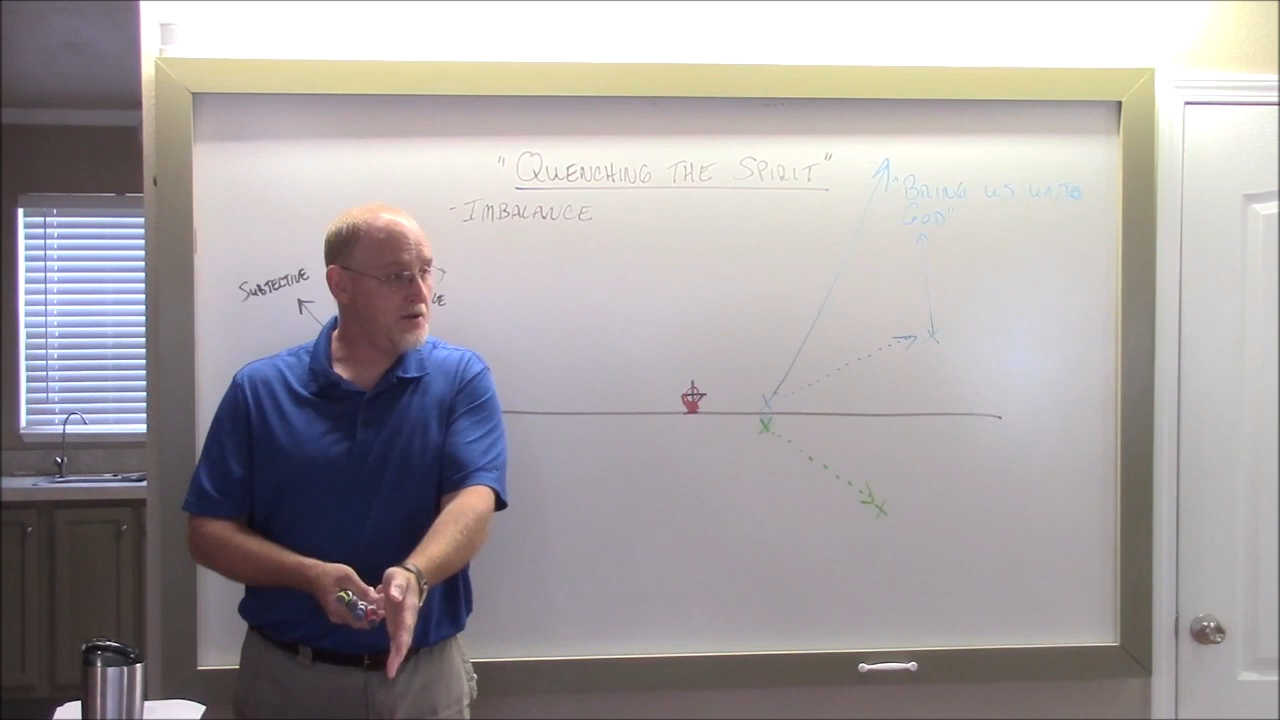 "QUENCHING THE SPIRIT"
- IMBALANCE
"BRING US UNTO
GOD"
SUBJECTIVE